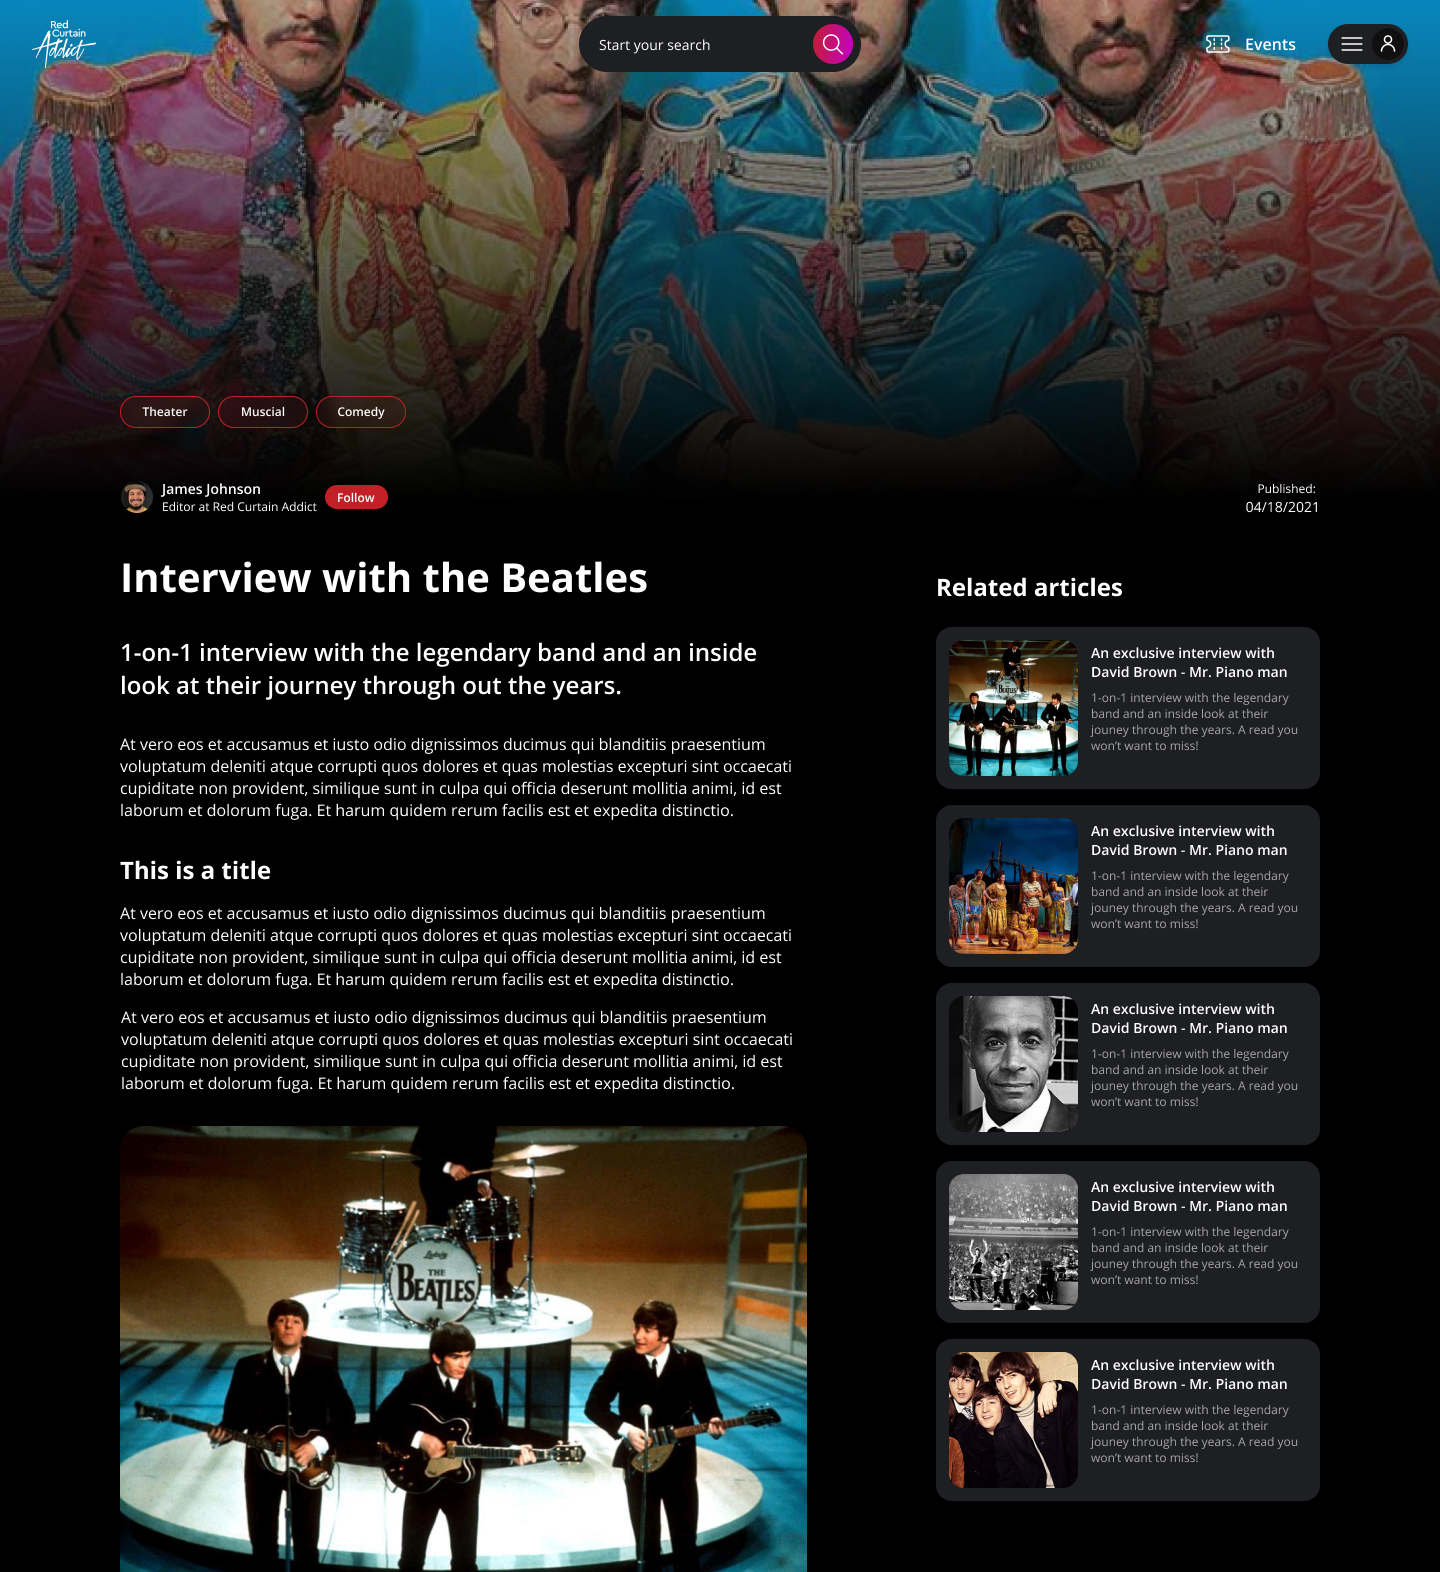 Red
Curtain
Addict
Start your search
Events
Theater
Muscial
Comedy
James Johnson
Editor at Red Curtain Addict
Follow
Published:
04/18/2021
Interview with the Beatles
1-on-1 interview with the legendary band and an inside
look at their journey through out the years.
At vero eos et accusamus et iusto odio dignissimos ducimus qui blanditiis praesentium
voluptatum deleniti atque corrupti quos dolores et quas molestias excepturi sint occaecati
cupiditate non provident, similique sunt in culpa qui officia deserunt mollitia animi, id est
laborum et dolorum fuga. Et harum quidem rerum facilis est et expedita distinctio.
This is a title
At vero eos et accusamus et iusto odio dignissimos ducimus qui blanditiis praesentium
voluptatum deleniti atque corrupti quos dolores et quas molestias excepturi sint occaecati
cupiditate non provident, similique sunt in culpa qui officia deserunt mollitia animi, id est
laborum et dolorum fuga. Et harum quidem rerum facilis est et expedita distinctio.
At vero eos et accusamus et iusto odio dignissimos ducimus qui blanditiis praesentium
voluptatum deleniti atque corrupti quos dolores et quas molestias excepturi sint occaecati
cupiditate non provident, similique sunt in culpa qui officia deserunt mollitia animi, id est
laborum et dolorum fuga. Et harum quidem rerum facilis est et expedita distinctio.
Ludwig
THE
BEATLES
Related articles
BEATLES
An exclusive interview with
David Brown - Mr. Piano man
1-on-1 interview with the legendary
band and an inside look at their
jouney through the years. A read you
won't want to miss!
An exclusive interview with
David Brown - Mr. Piano man
1-on-1 interview with the legendary
band and an inside look at their
jouney through the years. A read you
won't want to miss!
An exclusive interview with
David Brown - Mr. Piano man
1-on-1 interview with the legendary
band and an inside look at their
jouney through the years. A read you
won't want to miss!
An exclusive interview with
David Brown - Mr. Piano man
1-on-1 interview with the legendary
band and an inside look at their
jouney through the years. A read you
won't want to miss!
An exclusive interview with
David Brown - Mr. Piano man
1-on-1 interview with the legendary
band and an inside look at their
jouney through the years. A read you
won't want to miss!